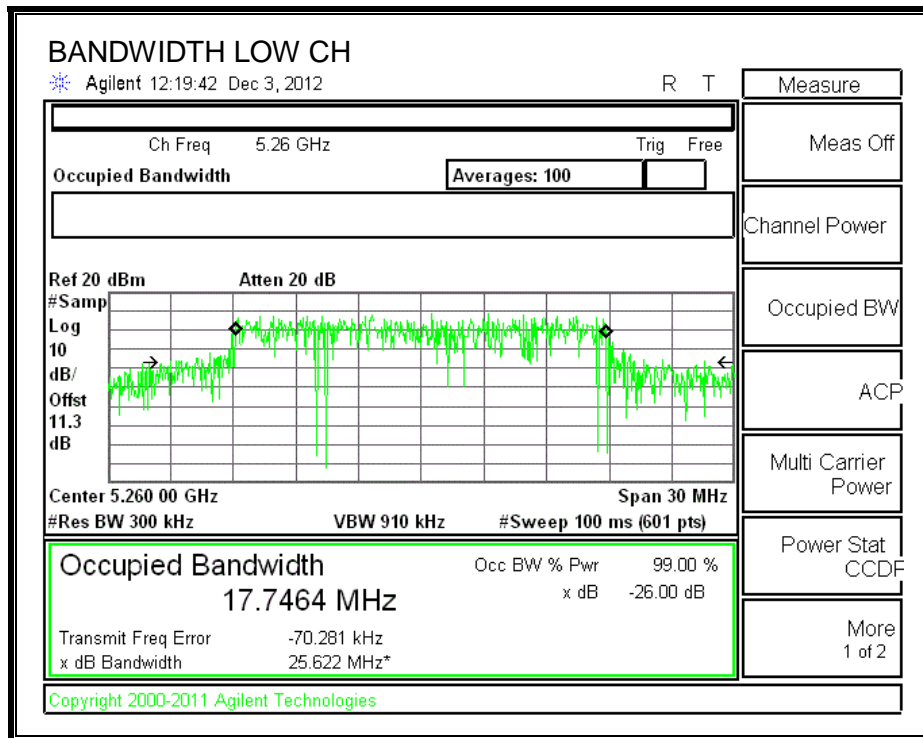 BANDWIDTH LOW CH
Agilent 12:19:42 Dec 3, 2012 R T
Measure
Ch Freq 5.26 GHz Trig Free
Meas Off
Occupied Bandwidth Averages: 100
Channel Power
Ref 20 dBm Atten 20 dB
#Samp
Log
10
dB/
Offst
11.3
dB
Occupied BW
ACP
Multi Carrier
Power
Center 5.260 00 GHz Span 30 MHz
#Res BW 300 kHz VBW 910 kHz #Sweep 100 ms (601 pts)
Power Stat
CCDF
Occupied Bandwidth Occ BW % Pwr 99.00 %
17.7464 MHz x dB -26.00 dB
Transmit Freq Error -70.281 kHz
x dB Bandwidth 25.622 MHz*
More
1 of 2
Copyright 2000-2011 Agilent Technologies